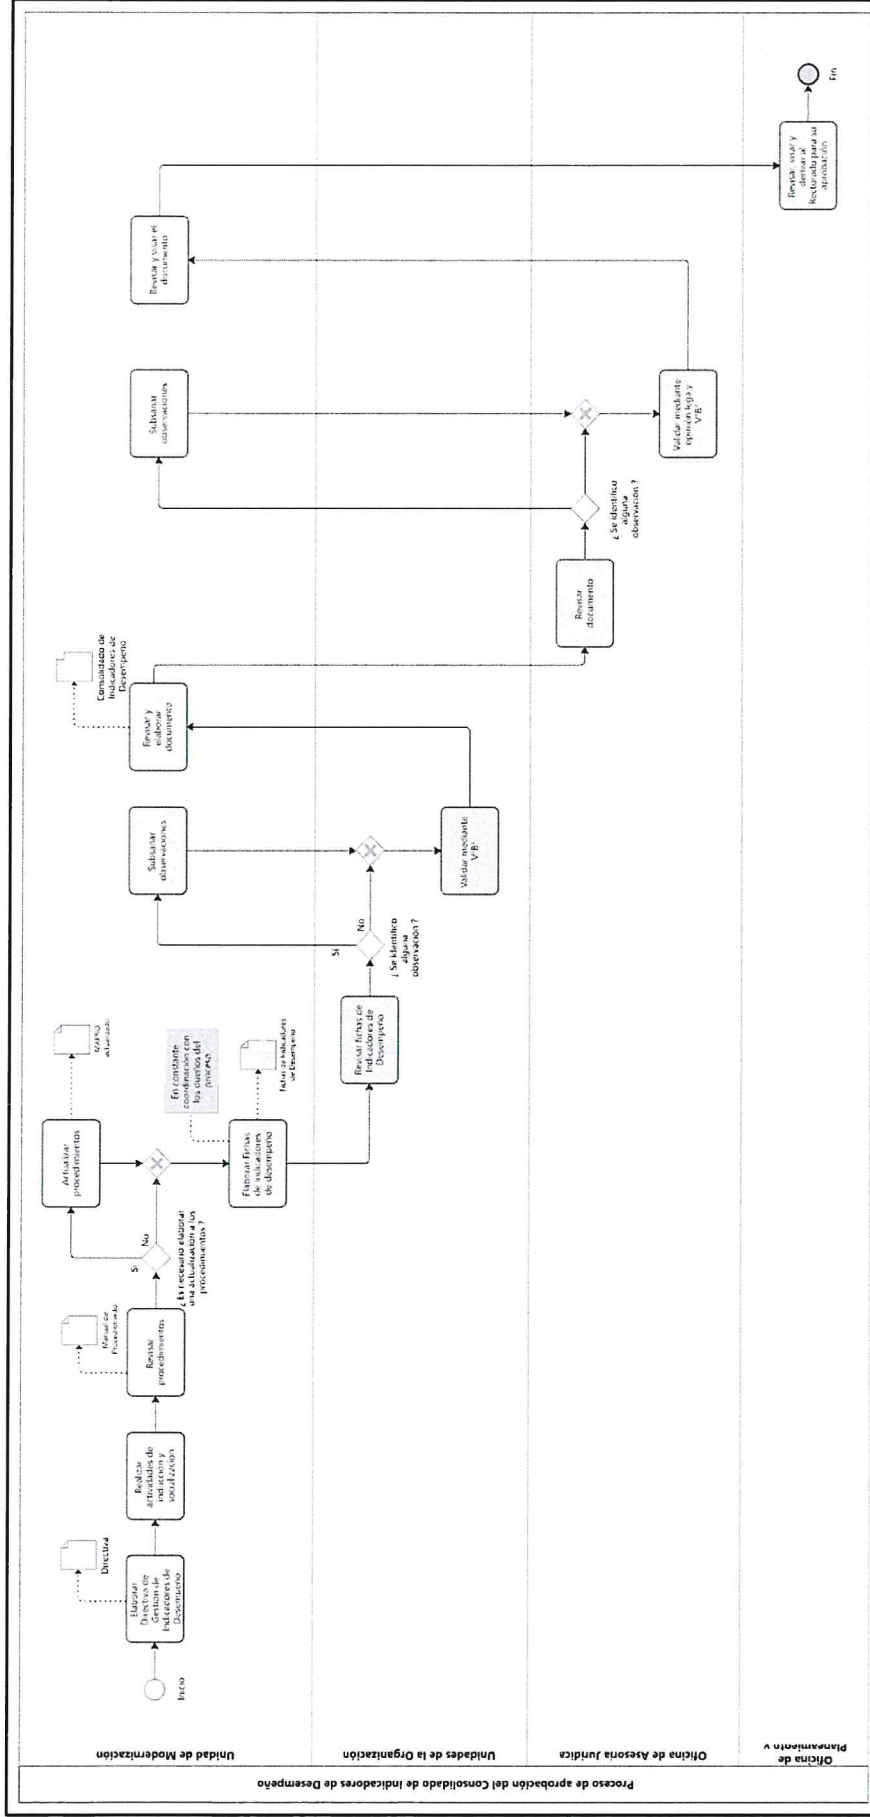 Proceso de aprobación del Consolidado de Indicadores de Desempeño
Unidad de Modernización
Unidades de la Organización
Oficina de Asesoría Jurídica
Oficina de
Planeamiento y
Inicio
Elaborar
Directiva de
Gestión de
Indicadores de
Desempeño
Directiva
Realizar
actividades de
inducción y
socialización
Revisar
procedimientos
Manual de
Procedimiento
¿ Es necesario elaborar
una actualización a los
procedimientos ?
Si
No
Actualizar
procedimientos
actualizado
Elaborar Fichas
de indicadores
de desempeño
En constante
coordinación con
los dueños del
proceso
Fichas de Indicadores
de Desempeño
Revisar fichas de
Indicadores de
Desempeño
¿ Se identifico
alguna
observación ?
Si
No
Subsanar
observaciones
Validar mediante
V°B°
Revisar y
elaborar
documento
Consolidado de
Indicadores de
Desempeño
Revisar
documento
¿ Se identifico
alguna
observación ?
Subsanar
observaciones
Validar mediante
opinión lega y
V°B°
Revisar y visar el
documento
Revisar, visar y
derivar al
Rectorado para su
aprobación
Fin